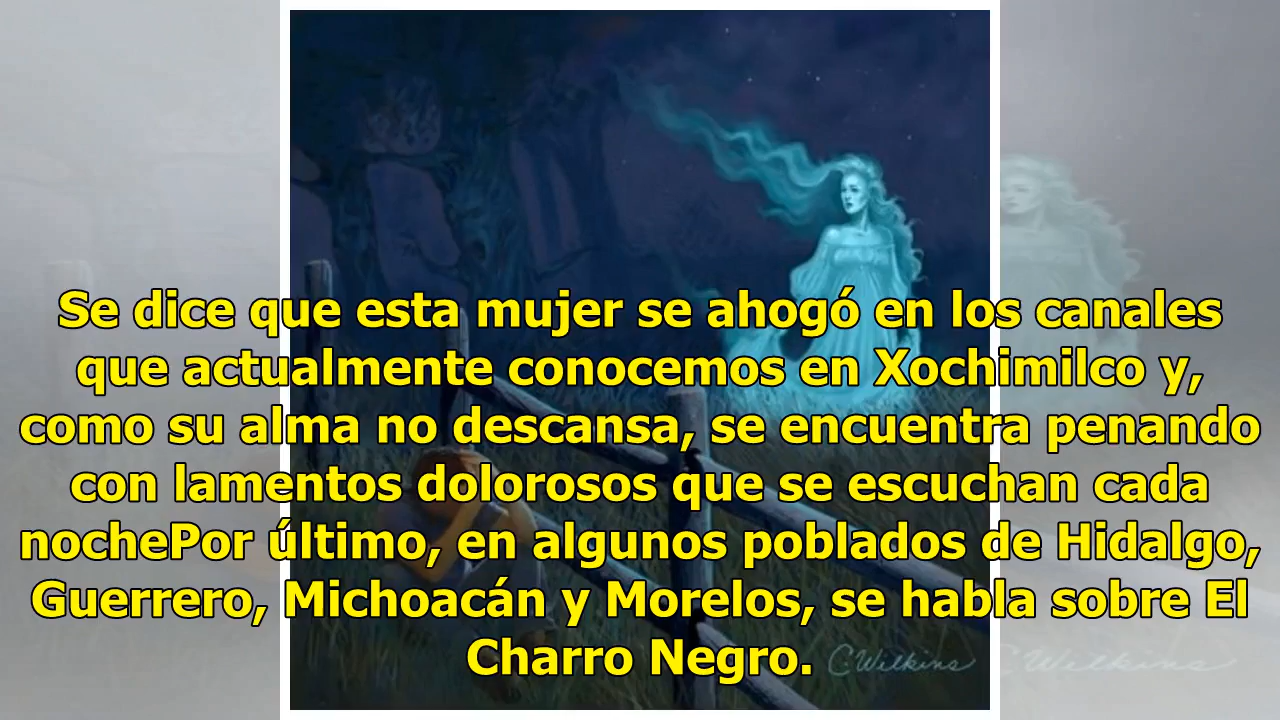 Se dice que esta mujer se ahogó en los canales
que actualmente conocemos en Xochimilco y,
como su alma no descansa, se encuentra penando
con lamentos dolorosos que se escuchan cada
nochePor último, en algunos poblados de Hidalgo,
Guerrero, Michoacán y Morelos, se habla sobre El
Charro Negro.
C.Wilkins C.Wilkins